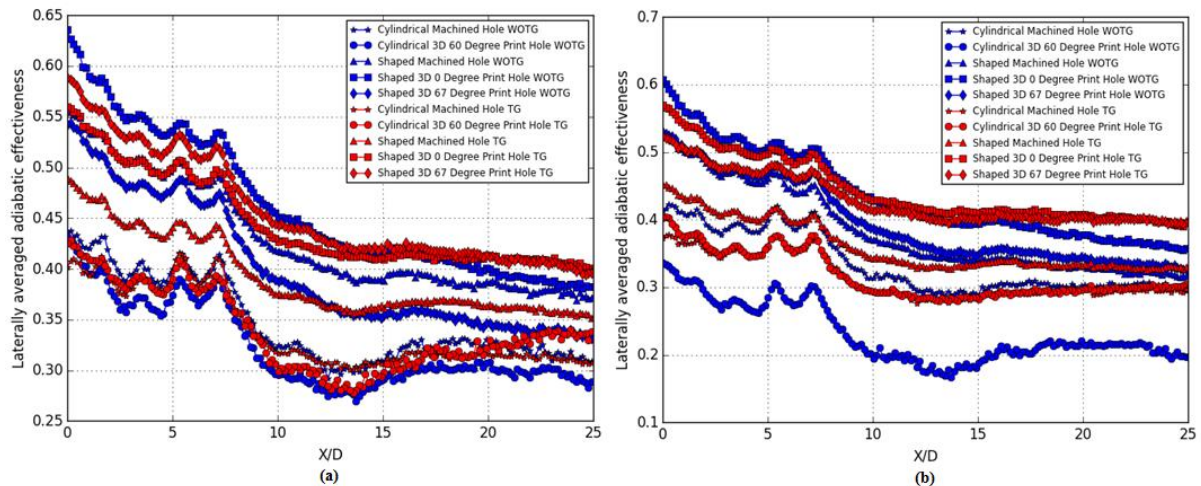 0.65
0.60
0.55
0.50
0.45
0.40
0.35
0.30
0.25
Laterally averaged adiabatic effectiveness
Cylindrical Machined Hole WOTG
Cylindrical 3D 60 Degree Print Hole WOTG
Shaped Machined Hole WOTG
Shaped 3D 0 Degree Print Hole WOTG
Shaped 3D 67 Degree Print Hole WOTG
Cylindrical Machined Hole TG
Cylindrical 3D 60 Degree Print Hole TG
Shaped Machined Hole TG
Shaped 3D 0 Degree Print Hole TG
Shaped 3D 67 Degree Print Hole TG
0 5 10 15 20 25
X/D
(a)
0.7
0.6
0.5
0.4
0.3
0.2
0.1
Laterally averaged adiabatic effectiveness
Cylindrical Machined Hole WOTG
Cylindrical 3D 60 Degree Print Hole WOTG
Shaped Machined Hole WOTG
Shaped 3D 0 Degree Print Hole WOTG
Shaped 3D 67 Degree Print Hole WOTG
Cylindrical Machined Hole TG
Cylindrical 3D 60 Degree Print Hole TG
Shaped Machined Hole TG
Shaped 3D 0 Degree Print Hole TG
Shaped 3D 67 Degree Print Hole TG
0 5 10 15 20 25
X/D
(b)